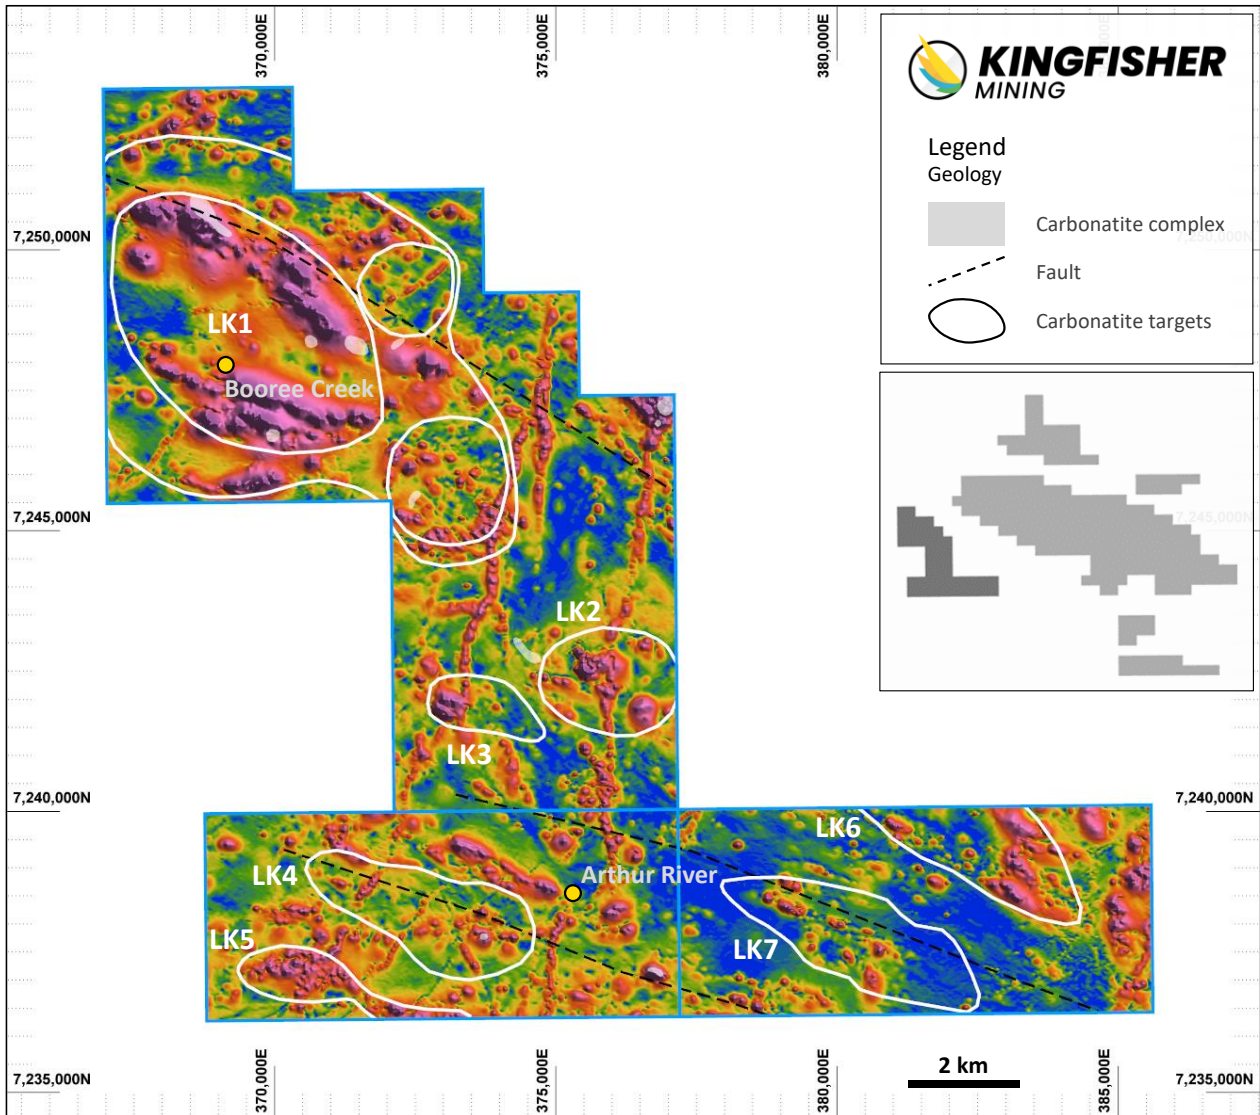 370,000E
375,000E
380,000E
KINGFISHER
MINING
Legend
Geology
Carbonatite complex
Fault
Carbonatite targets
7,250,000N
7,250,000N
LK1
Booree Creek
7,245,000N
7,245,000N
LK2
LK3
7,240,000N
7,240,000N
LK6
LK4
Arthur River
LK5
LK7
370,000E
375,000E
380,000E
385,000E
2 km
7,235,000N
7,235,000N